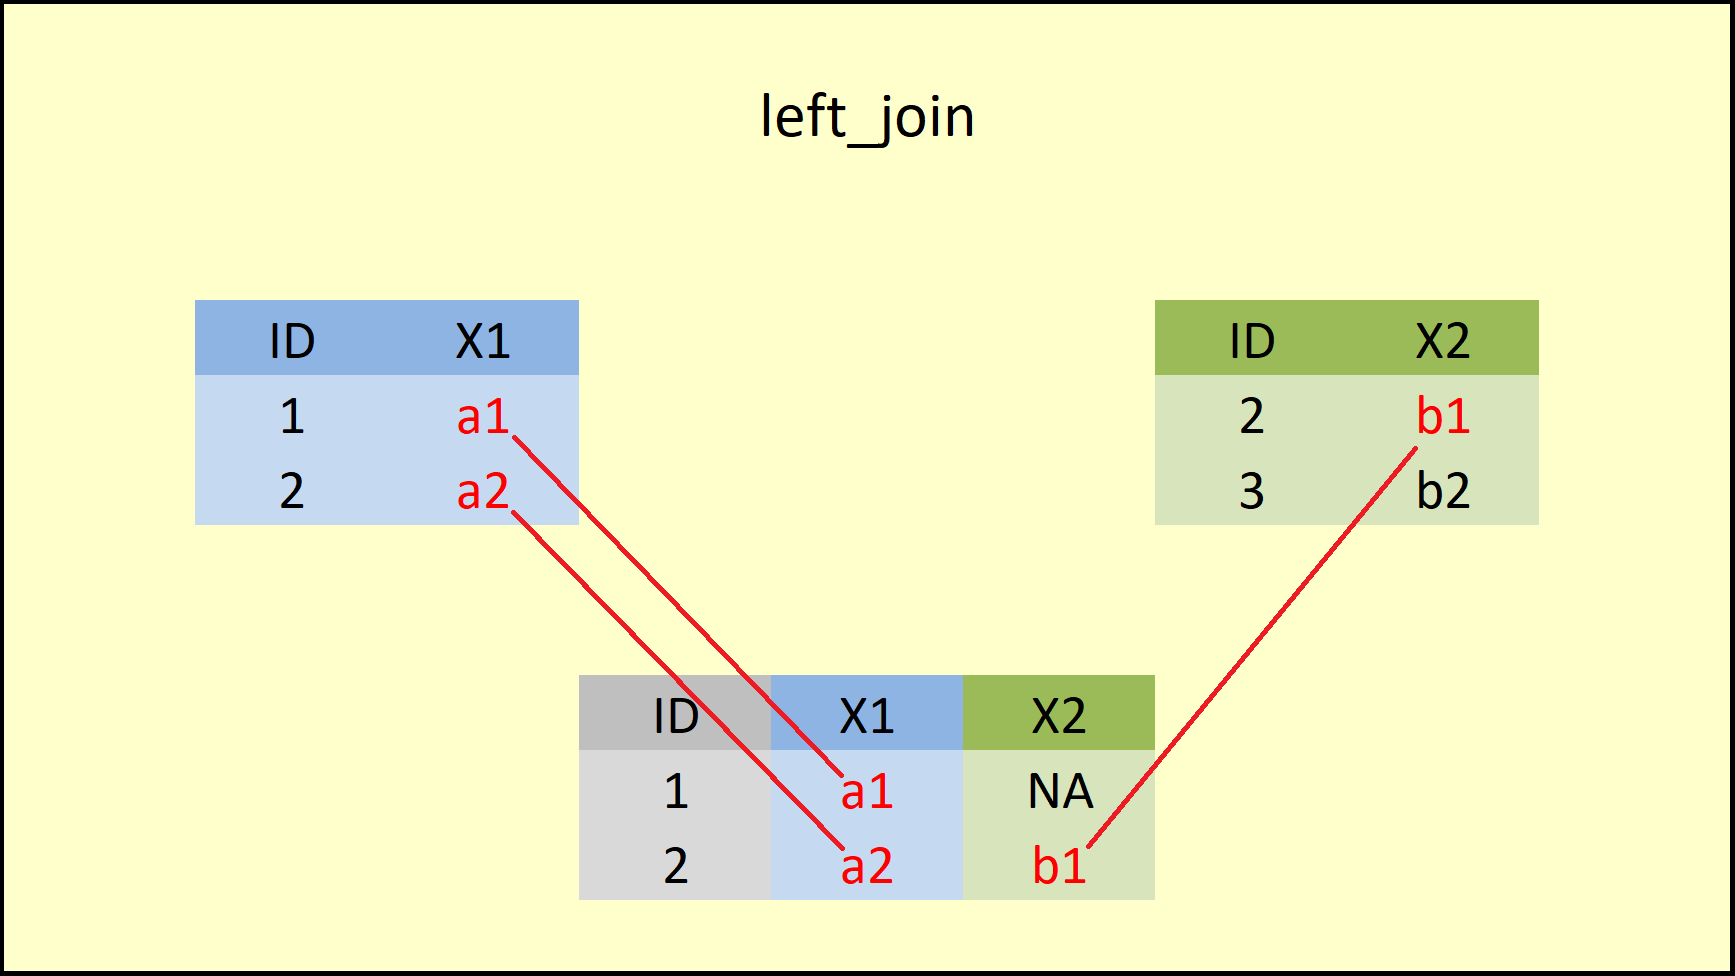 left_join
ID X1
1 a1
2 a2
ID X2
2 b1
3 b2
ID X1 X2
1 a1 NA
2 a2 b1